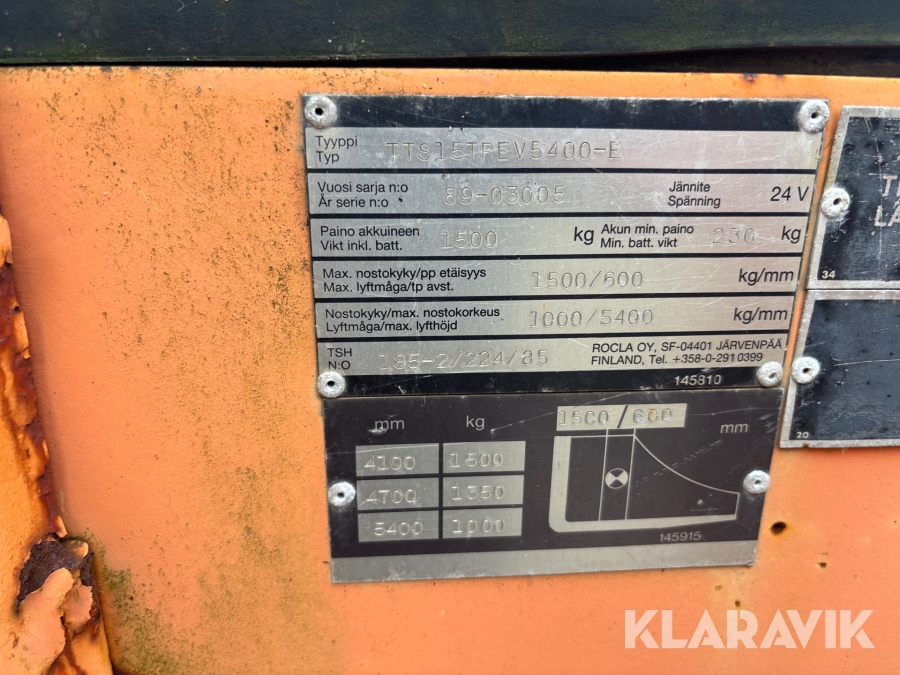 Tyyppi
Typ
TTS15TREV5400-E
Vuosi sarja n:o
År serie n:o
89-03005
Jännite
Spänning
24 V
Paino akkuineen
Vikt inkl. batt.
1500
kg
Akun min. paino
Min. batt. vikt
230
kg
Max. nostokyky/pp etäisyys
Max. lyftmåga/tp avst.
1500/600
kg/mm
Nostokyky/max. nostokorkeus
Lyftmåga/max. lyfthöjd
1000/5400
kg/mm
TSH
N:O
185-2/224/85
ROCLA OY, SF-04401 JÄRVENPÄÄ
FINLAND, Tel. +358-0-2910399
145810
mm kg
4100 1500
4700 1350
5400 1000
1500/600
mm
145915
34
20
KLARAVIK